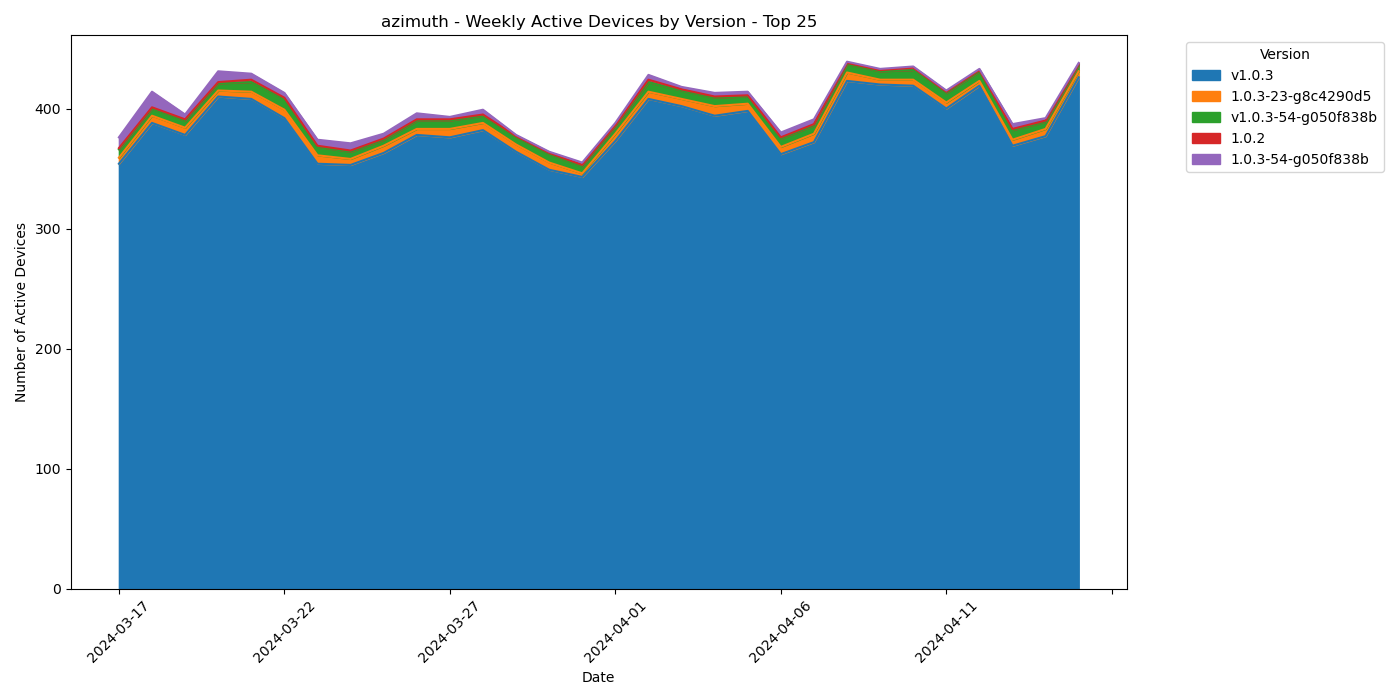 azimuth - Weekly Active Devices by Version - Top 25
Number of Active Devices
400
300
200
100
0
2024-03-17
2024-03-22
2024-03-27
2024-04-01
2024-04-06
2024-04-11
Date
Version
v1.0.3
1.0.3-23-g8c4290d5
v1.0.3-54-g050f838b
1.0.2
1.0.3-54-g050f838b